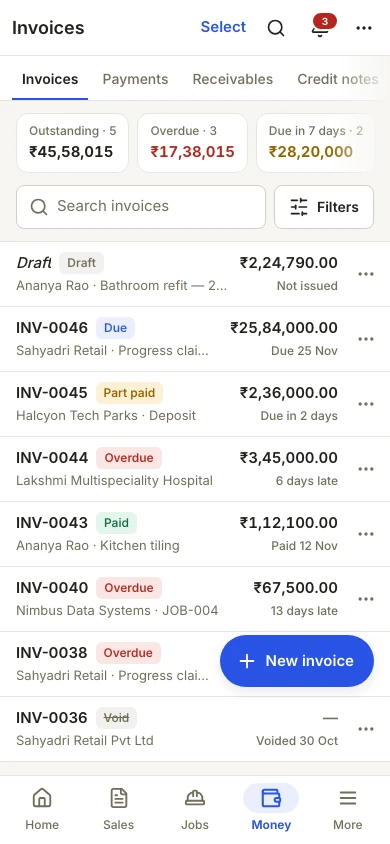 Invoices Select 3
Invoices Payments Receivables Credit notes
Outstanding · 5 Overdue · 3 Due in 7 days · 2
₹45,58,015 ₹17,38,015 ₹28,20,000
Search invoices Filters
Draft Draft ₹2,24,790.00
Ananya Rao · Bathroom refit — 2... Not issued
INV-0046 Due ₹25,84,000.00
Sahyadri Retail · Progress clai... Due 25 Nov
INV-0045 Part paid ₹2,36,000.00
Halcyon Tech Parks · Deposit Due in 2 days
INV-0044 Overdue ₹3,45,000.00
Lakshmi Multispeciality Hospital 6 days late
INV-0043 Paid ₹1,12,100.00
Ananya Rao · Kitchen tiling Paid 12 Nov
INV-0040 Overdue ₹67,500.00
Nimbus Data Systems · JOB-004 13 days late
INV-0038 Overdue
Sahyadri Retail · Progress clai...
New invoice
INV-0036 Void —
Sahyadri Retail Pvt Ltd Voided 30 Oct
Home Sales Jobs Money More